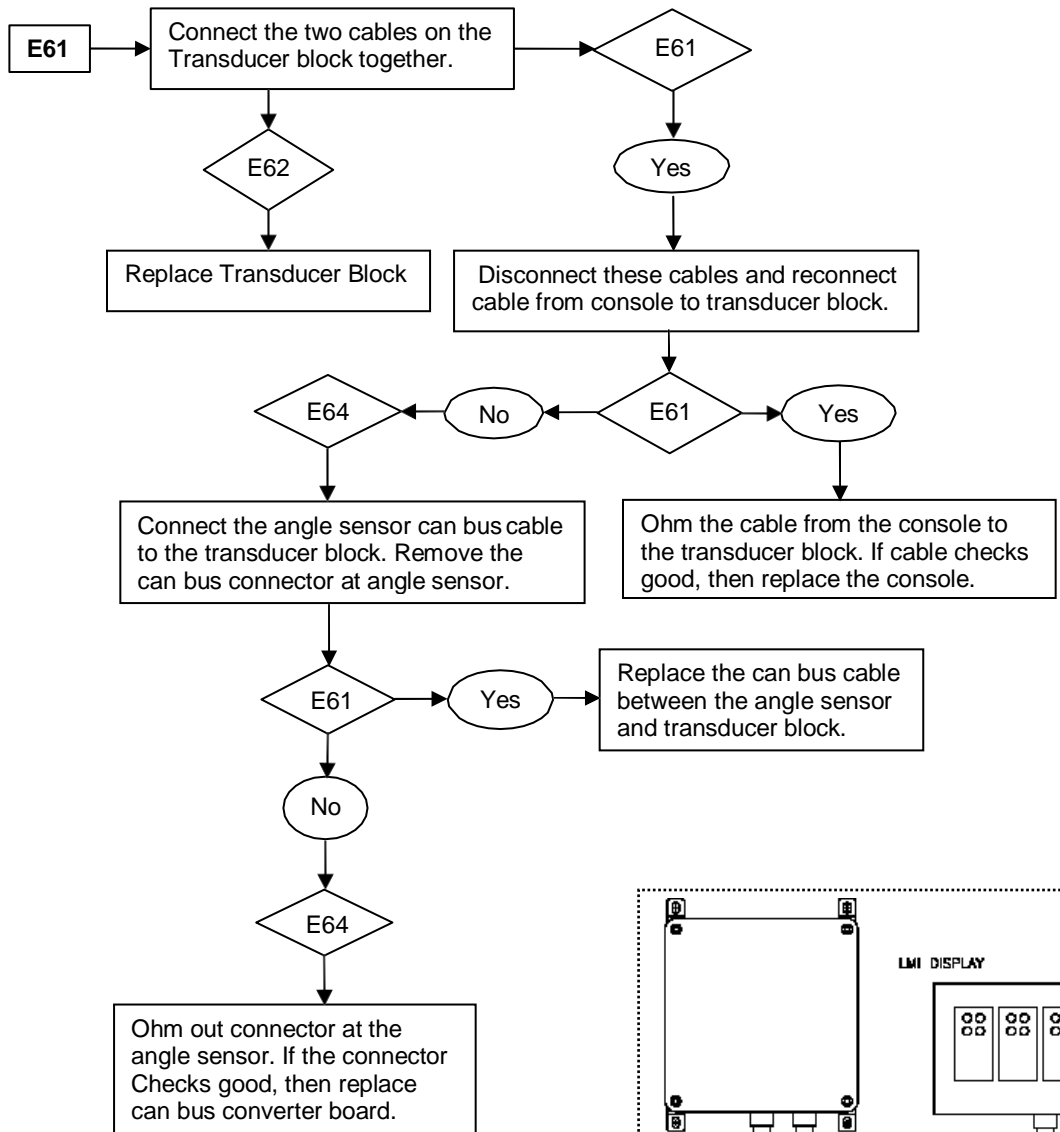 E61
Connect the two cables on the
Transducer block together.
E61
E62
Yes
Replace Transducer Block
Disconnect these cables and reconnect
cable from console to transducer block.
E64
No
E61
Yes
Connect the angle sensor can bus cable
to the transducer block. Remove the
can bus connector at angle sensor.
Ohm the cable from the console to
the transducer block. If cable checks
good, then replace the console.
E61
Yes
Replace the can bus cable
between the angle sensor
and transducer block.
No
E64
LMI DISPLAY
Ohm out connector at the
angle sensor. If the connector
Checks good, then replace
can bus converter board.